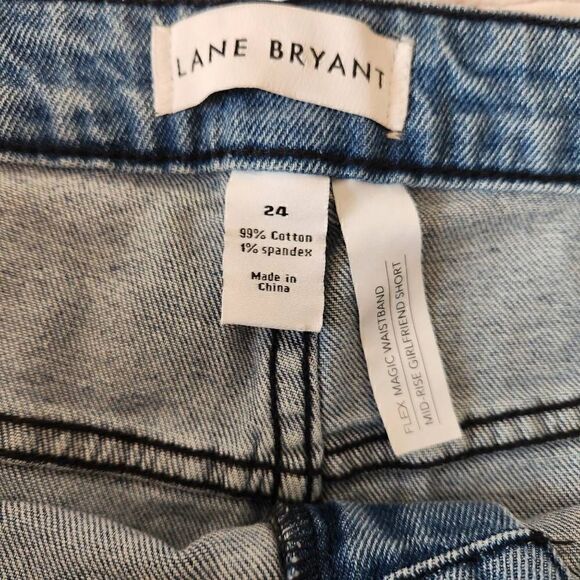 LANE BRYANT
24
99% Cotton
1% spandex
Made in
China
FLEX MAGIC WAISTBAND
MID-RISE GIRLFRIEND SHORT